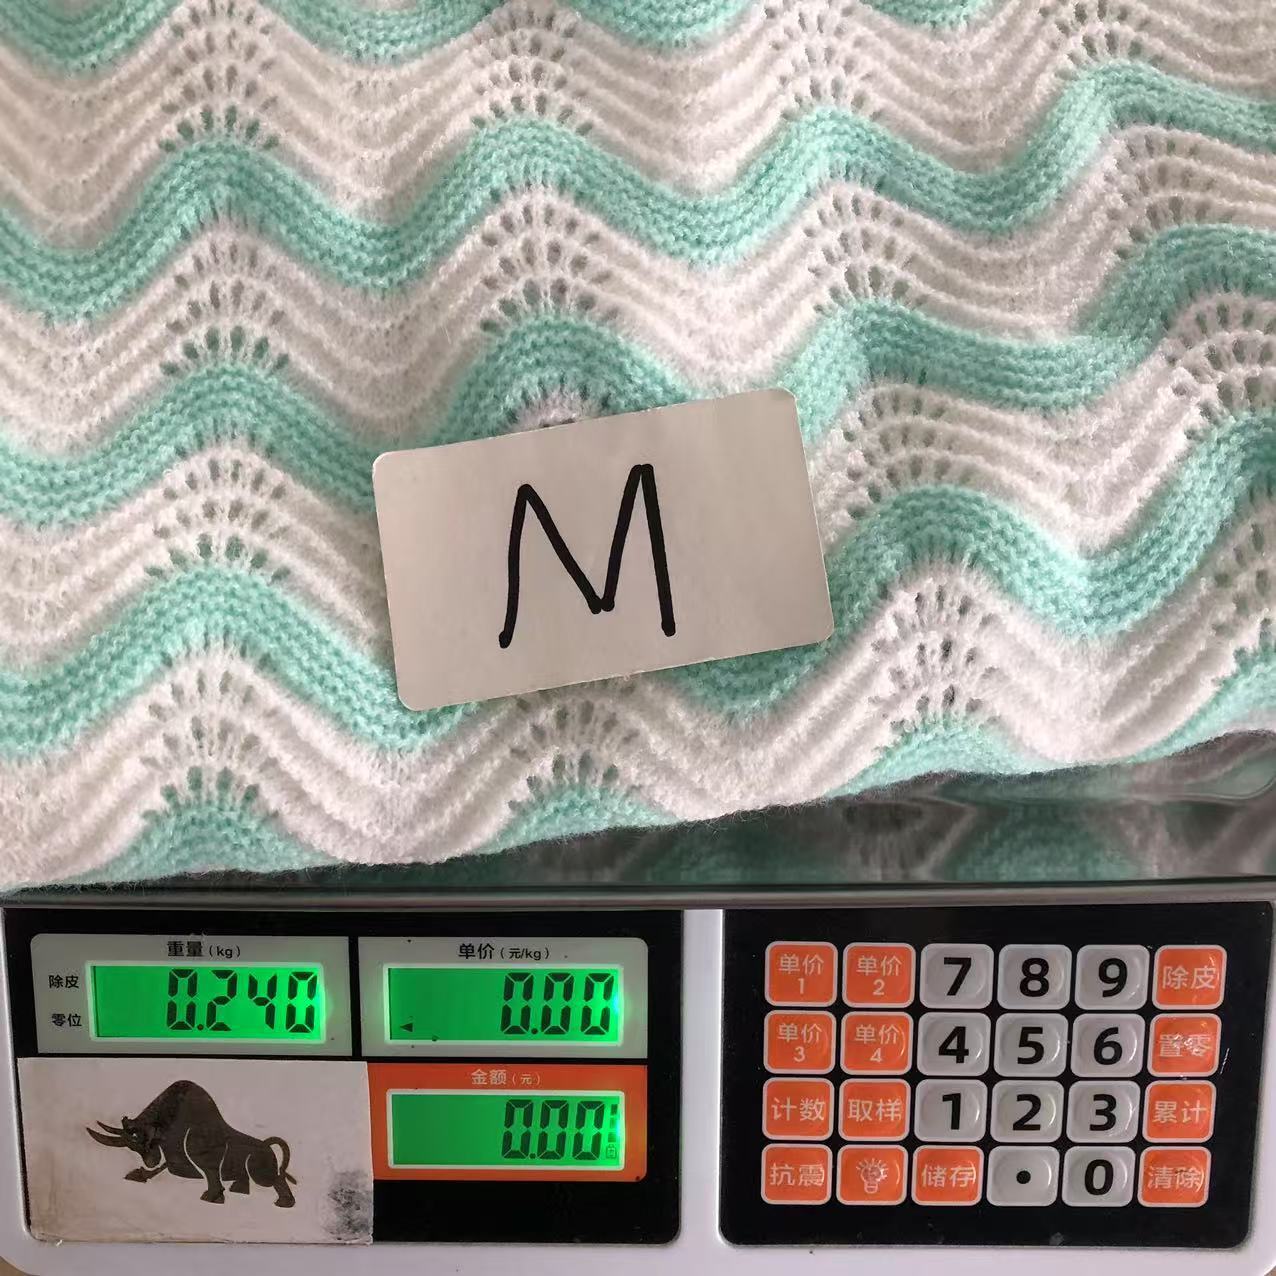 M
重量(kg)
单价(元/kg)
除皮
零位
0.240
0.00
金额(元)
0.00
单价1
单价2
7
8
9
除皮
单价3
单价4
4
5
6
置零
计数
取样
1
2
3
累计
抗震
储存
·
0
清除